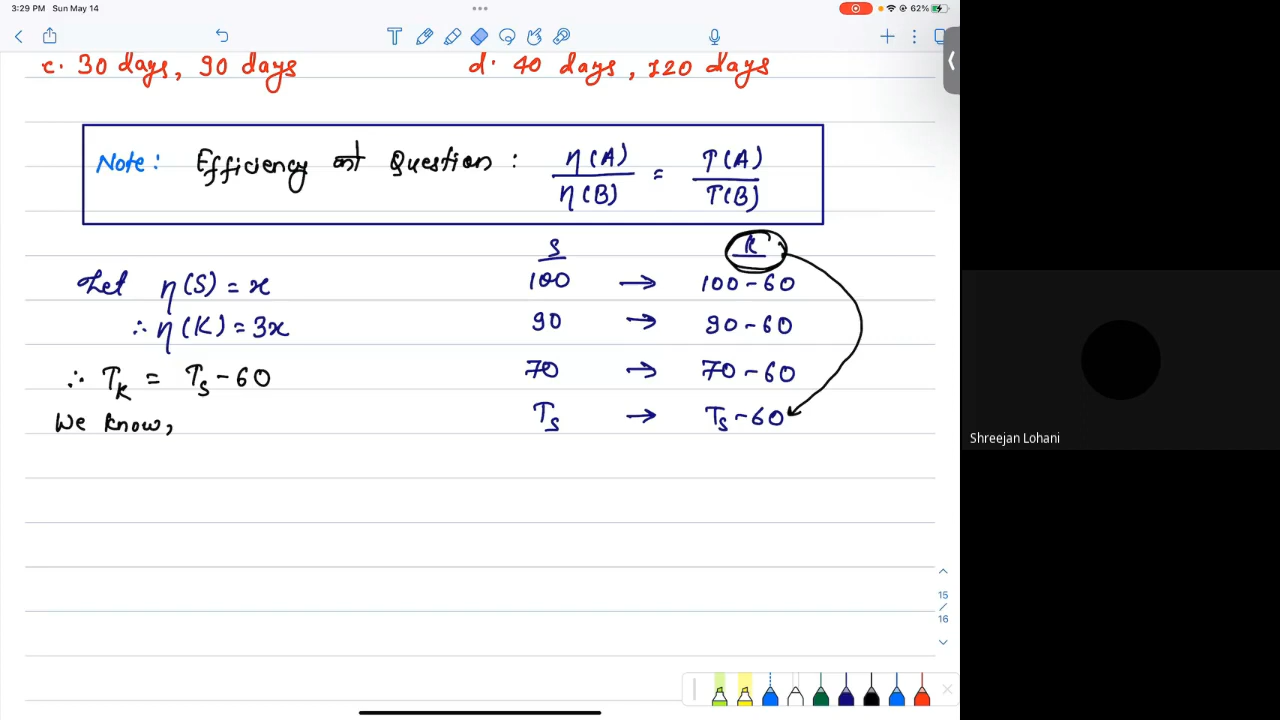 3:29 PM Sun May 14
62%
c. 30 days, 90 days
d. 40 days, 120 days
Note: Efficiency को Question: η(A)/η(B) = T(A)/T(B)
S K
Let η(S) = x
100 → 100-60
∴ η(K) = 3x
90 → 90-60
70 → 70-60
∴ T_K = T_S - 60
T_S → T_S - 60
We know,
Shreejan Lohani
15
/
16